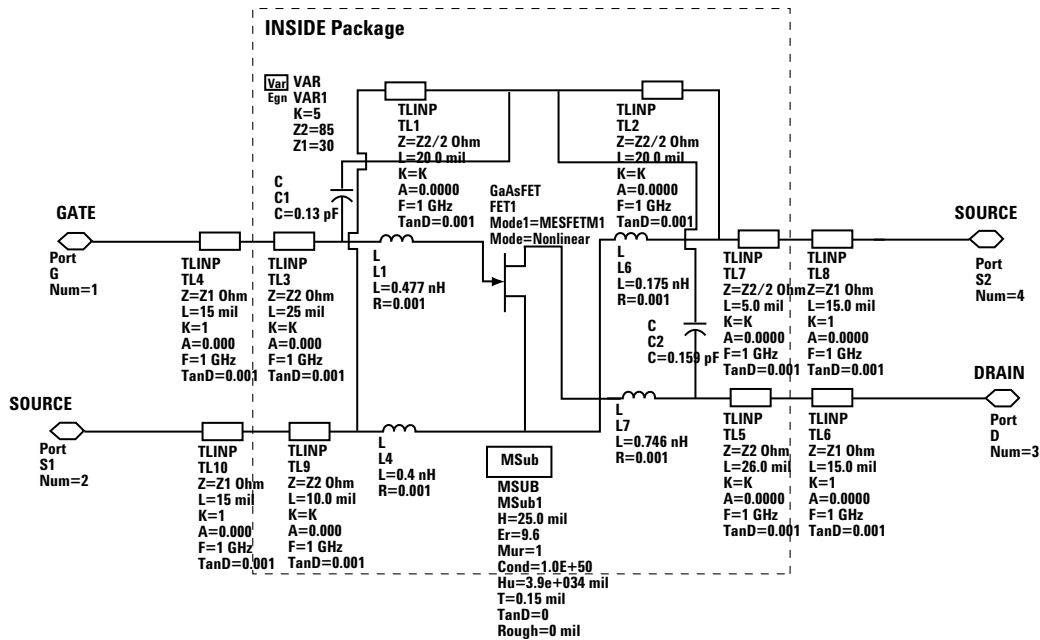 INSIDE Package
Var VAR
Egn VAR1
K=5
Z2=85
Z1=30
TLINP
TL1
Z=Z2/2 Ohm
L=20 0 mil
K=K
A=0.0000
F=1 GHz
TanD=0.001
TLINP
TL2
Z=Z2/2 Ohm
L=20 0 mil
K=K
A=0.0000
F=1 GHz
TanD=0.001
C
C1
C=0.13 pF
GaAsFET
FET1
Mode1=MESFETM1
Mode=Nonlinear
GATE
Port
G
Num=1
TLINP
TL4
Z=Z1 Ohm
L=15 mil
K=1
A=0.000
F=1 GHz
TanD=0.001
TLINP
TL3
Z=Z2 Ohm
L=25 mil
K=K
A=0.000
F=1 GHz
TanD=0.001
L
L1
L=0.477 nH
R=0.001
L
L6
L=0.175 nH
R=0.001
C
C2
C=0.159 pF
TLINP
TL7
Z=Z2/2 Ohm
L=5.0 mil
K=K
A=0.0000
F=1 GHz
TanD=0.001
TLINP
TL8
Z=Z1 Ohm
L=15.0 mil
K=1
A=0.0000
F=1 GHz
TanD=0.001
SOURCE
Port
S2
Num=4
SOURCE
Port
S1
Num=2
TLINP
TL10
Z=Z1 Ohm
L=15 mil
K=1
A=0.000
F=1 GHz
TanD=0.001
TLINP
TL9
Z=Z2 Ohm
L=10.0 mil
K=K
A=0.000
F=1 GHz
TanD=0.001
L
L4
L=0.4 nH
R=0.001
MSub
MSUB
MSub1
H=25.0 mil
Er=9.6
Mur=1
Cond=1.0E+50
Hu=3.9e+034 mil
T=0.15 mil
TanD=0
Rough=0 mil
L
L7
L=0.746 nH
R=0.001
TLINP
TL5
Z=Z2 Ohm
L=26.0 mil
K=K
A=0.0000
F=1 GHz
TanD=0.001
TLINP
TL6
Z=Z1 Ohm
L=15.0 mil
K=1
A=0.0000
F=1 GHz
TanD=0.001
DRAIN
Port
D
Num=3